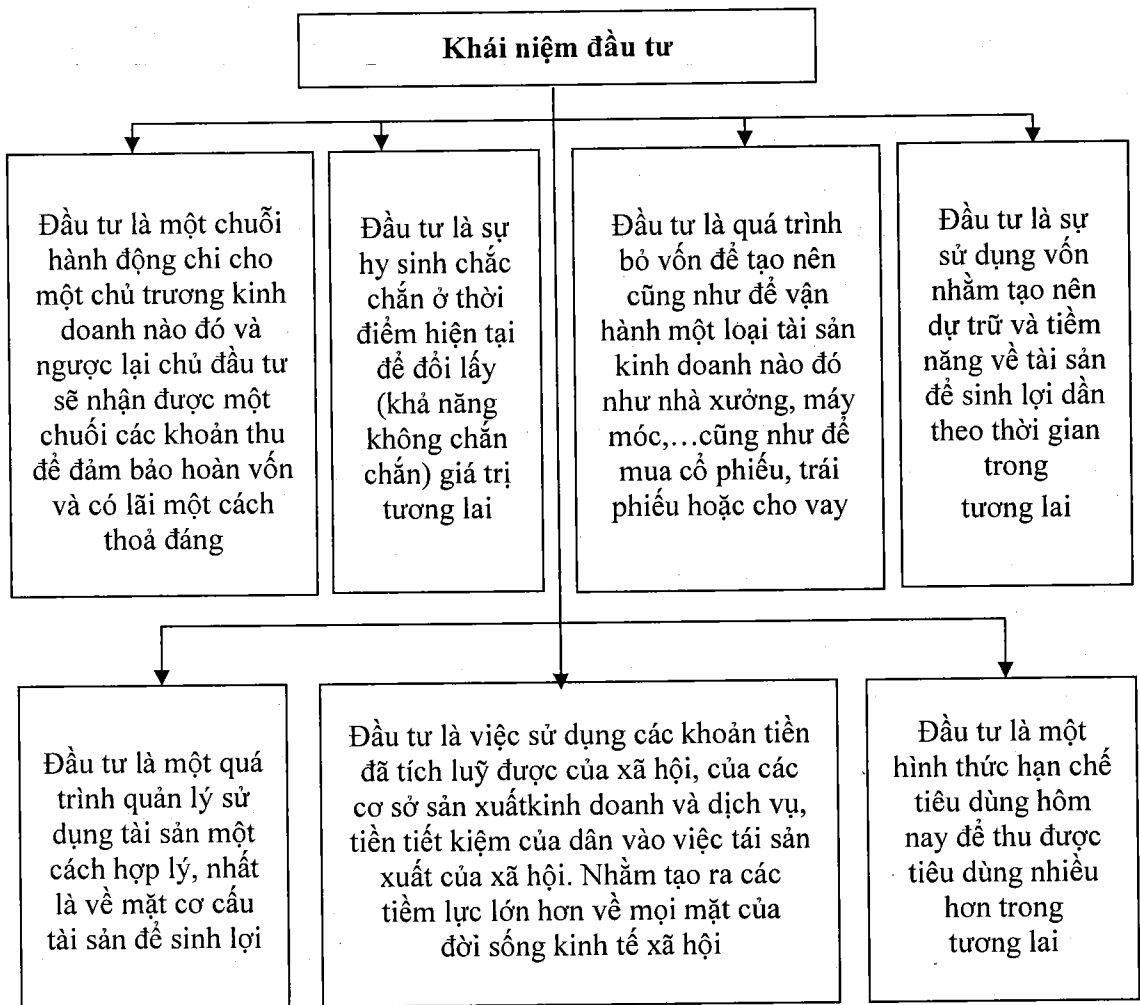 Khái niệm đầu tư
Đầu tư là một chuỗi
hành động chi cho
một chủ trương kinh
doanh nào đó và
ngược lại chủ đầu tư
sẽ nhận được một
chuối các khoản thu
để đảm bảo hoàn vốn
và có lãi một cách
thoả đáng
Đầu tư là sự
hy sinh chắc
chắn ở thời
điểm hiện tại
để đổi lấy
(khả năng
không chắn
chắn) giá trị
tương lai
Đầu tư là quá trình
bỏ vốn để tạo nên
cũng như để vận
hành một loại tài sản
kinh doanh nào đó
như nhà xưởng, máy
móc,...cũng như để
mua cổ phiếu, trái
phiếu hoặc cho vay
Đầu tư là sự
sử dụng vốn
nhằm tạo nên
dự trữ và tiềm
năng về tài sản
để sinh lợi dần
theo thời gian
trong
tương lai
Đầu tư là một quá
trình quản lý sử
dụng tài sản một
cách hợp lý, nhất
là về mặt cơ cấu
tài sản để sinh lợi
Đầu tư là việc sử dụng các khoản tiền
đã tích luỹ được của xã hội, của các
cơ sở sản xuấtkinh doanh và dịch vụ,
tiền tiết kiệm của dân vào việc tái sản
xuất của xã hội. Nhằm tạo ra các
tiềm lực lớn hơn về mọi mặt của
đời sống kinh tế xã hội
Đầu tư là một
hình thức hạn chế
tiêu dùng hôm
nay để thu được
tiêu dùng nhiều
hơn trong
tương lai